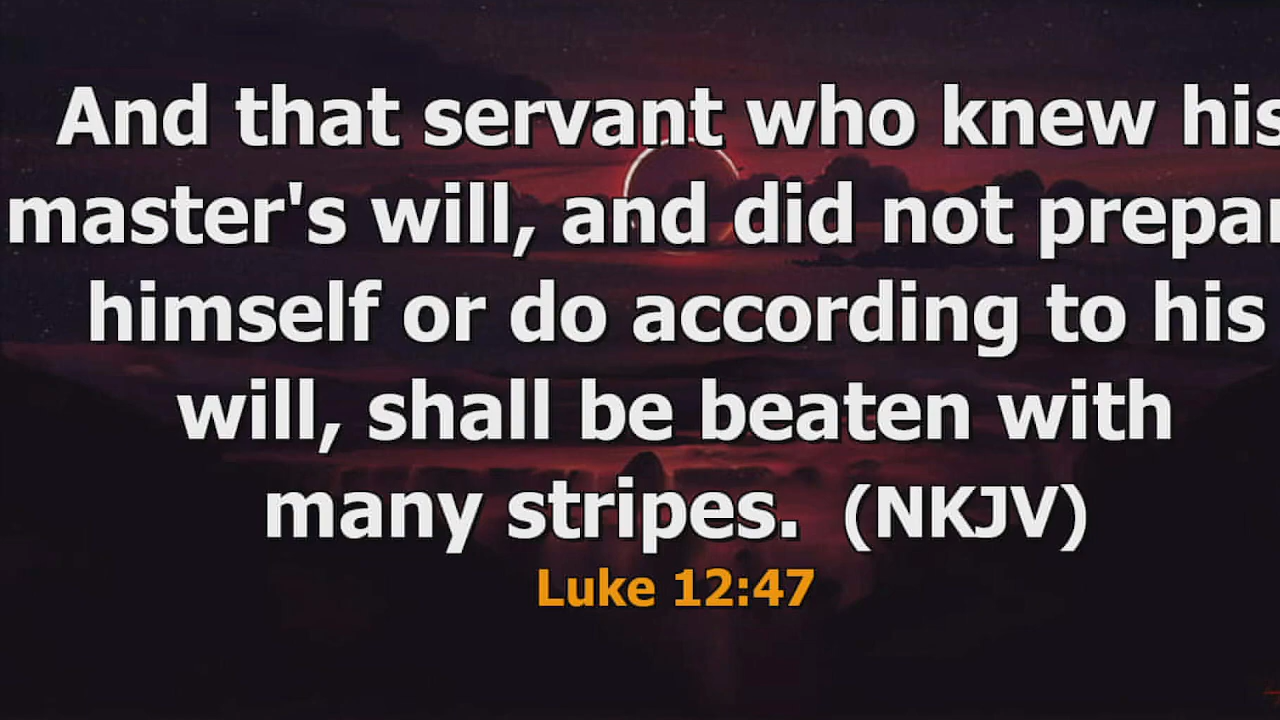 And that servant who knew his
master's will, and did not prepar
himself or do according to his
will, shall be beaten with
many stripes. (NKJV)
Luke 12:47